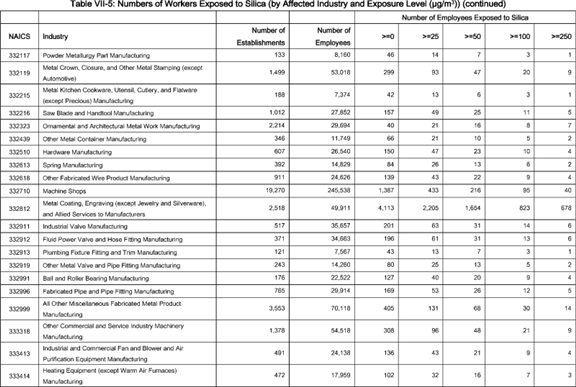 Table VII-5: Numbers of Workers Exposed to Silica (by Affected Industry and Exposure Level (µg/m³)) (continued)
Number of Employees Exposed to Silica
NAICS Industry Number of Establishments Number of Employees >=0 >=25 >=50 >=100 >=250
332117 Powder Metallurgy Part Manufacturing 133 8,160 46 14 7 3 1
332119 Metal Crown, Closure, and Other Metal Stamping (except Automotive) 1,499 53,018 299 93 47 20 9
332215 Metal Kitchen Cookware, Utensil, Cutlery, and Flatware (except Precious) Manufacturing 188 7,374 42 13 6 3 1
332216 Saw Blade and Handtool Manufacturing 1,012 27,852 157 49 25 11 5
332323 Ornamental and Architectural Metal Work Manufacturing 2,214 29,694 40 21 16 8 7
332439 Other Metal Container Manufacturing 346 11,749 66 21 10 5 2
332510 Hardware Manufacturing 607 26,540 150 47 23 10 4
332613 Spring Manufacturing 392 14,829 84 26 13 6 2
332618 Other Fabricated Wire Product Manufacturing 911 24,626 139 43 22 9 4
332710 Machine Shops 19,270 245,538 1,387 433 216 95 40
332812 Metal Coating, Engraving (except Jewelry and Silverware), and Allied Services to Manufacturers 2,518 49,911 4,113 2,205 1,654 823 678
332911 Industrial Valve Manufacturing 517 35,657 201 63 31 14 6
332912 Fluid Power Valve and Hose Fitting Manufacturing 371 34,663 196 61 31 13 6
332913 Plumbing Fixture Fitting and Trim Manufacturing 121 7,567 43 13 7 3 1
332919 Other Metal Valve and Pipe Fitting Manufacturing 243 14,260 80 25 13 5 2
332991 Ball and Roller Bearing Manufacturing 176 22,522 127 40 20 9 4
332996 Fabricated Pipe and Pipe Fitting Manufacturing 765 29,914 169 53 26 12 5
332999 All Other Miscellaneous Fabricated Metal Product Manufacturing 3,553 70,118 405 131 68 30 14
333318 Other Commercial and Service Industry Machinery Manufacturing 1,378 54,518 308 96 48 21 9
333413 Industrial and Commercial Fan and Blower and Air Purification Equipment Manufacturing 491 24,138 136 43 21 9 4
333414 Heating Equipment (except Warm Air Furnaces) Manufacturing 472 17,959 102 32 16 7 3